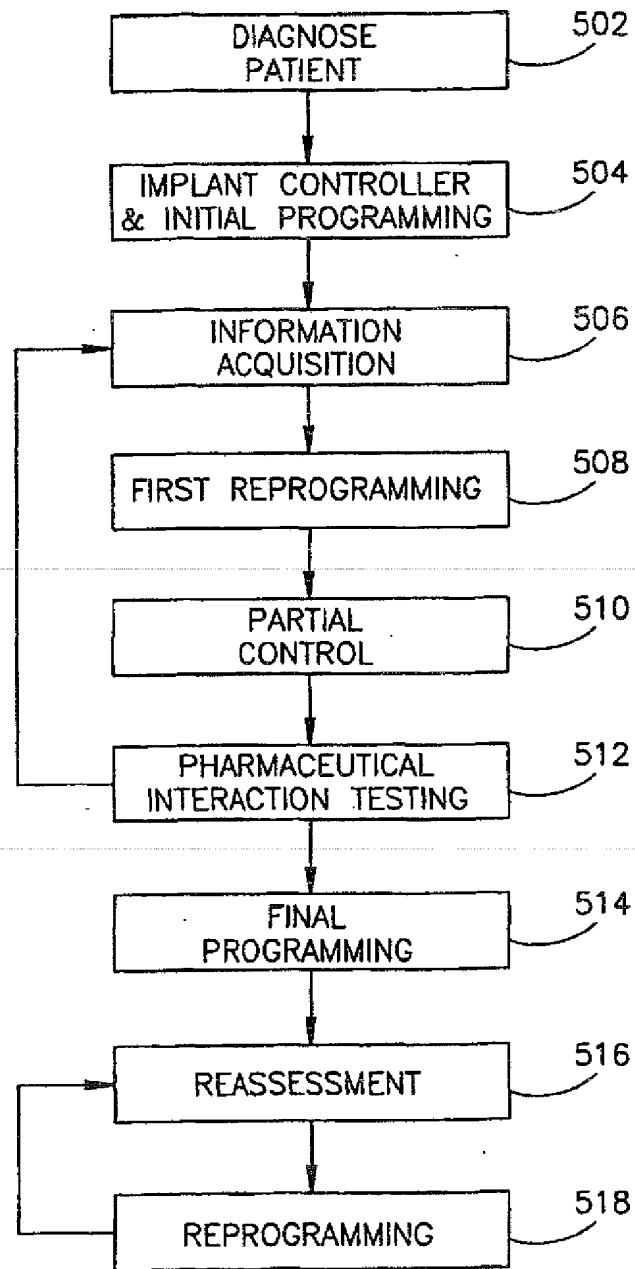 DIAGNOSE
PATIENT
502
IMPLANT CONTROLLER
& INITIAL PROGRAMMING
504
INFORMATION
ACQUISITION
506
FIRST REPROGRAMMING
508
PARTIAL
CONTROL
510
PHARMACEUTICAL
INTERACTION TESTING
512
FINAL
PROGRAMMING
514
REASSESSMENT
516
REPROGRAMMING
518